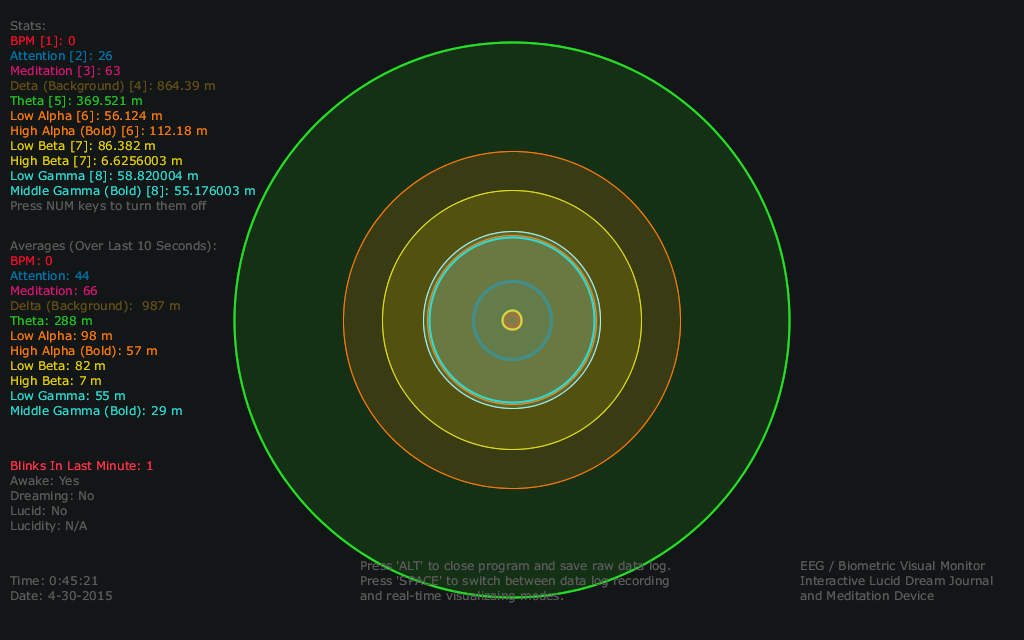 Stats:
BPM [1]: 0
Attention [2]: 26
Meditation [3]: 63
Deta (Background) [4]: 864.39 m
Theta [5]: 369.521 m
Low Alpha [6]: 56.124 m
High Alpha (Bold) [6]: 112.18 m
Low Beta [7]: 86.382 m
High Beta [7]: 6.6256003 m
Low Gamma [8]: 58.820004 m
Middle Gamma (Bold) [8]: 55.176003 m
Press NUM keys to turn them off
Averages (Over Last 10 Seconds):
BPM: 0
Attention: 44
Meditation: 66
Delta (Background): 987 m
Theta: 288 m
Low Alpha: 98 m
High Alpha (Bold): 57 m
Low Beta: 82 m
High Beta: 7 m
Low Gamma: 55 m
Middle Gamma (Bold): 29 m
Blinks In Last Minute: 1
Awake: Yes
Dreaming: No
Lucid: No
Lucidity: N/A
Time: 0:45:21
Date: 4-30-2015
Press 'ALT' to close program and save raw data log.
Press 'SPACE' to switch between data log recording
and real-time visualizaing modes.
EEG / Biometric Visual Monitor
Interactive Lucid Dream Journal
and Meditation Device